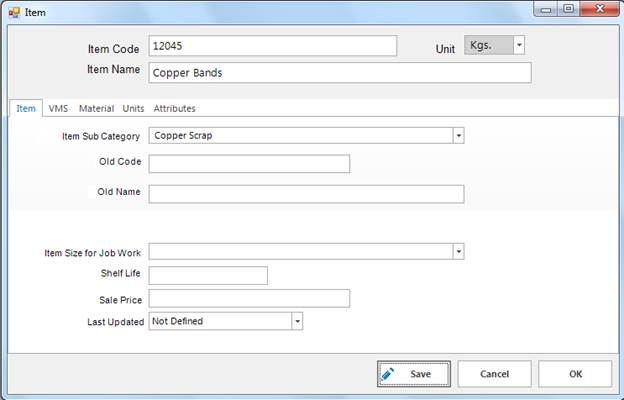 Item
Item Code 12045 Unit Kgs.
Item Name Copper Bands
Item VMS Material Units Attributes
Item Sub Category Copper Scrap
Old Code
Old Name
Item Size for Job Work
Shelf Life
Sale Price
Last Updated Not Defined
Save Cancel OK